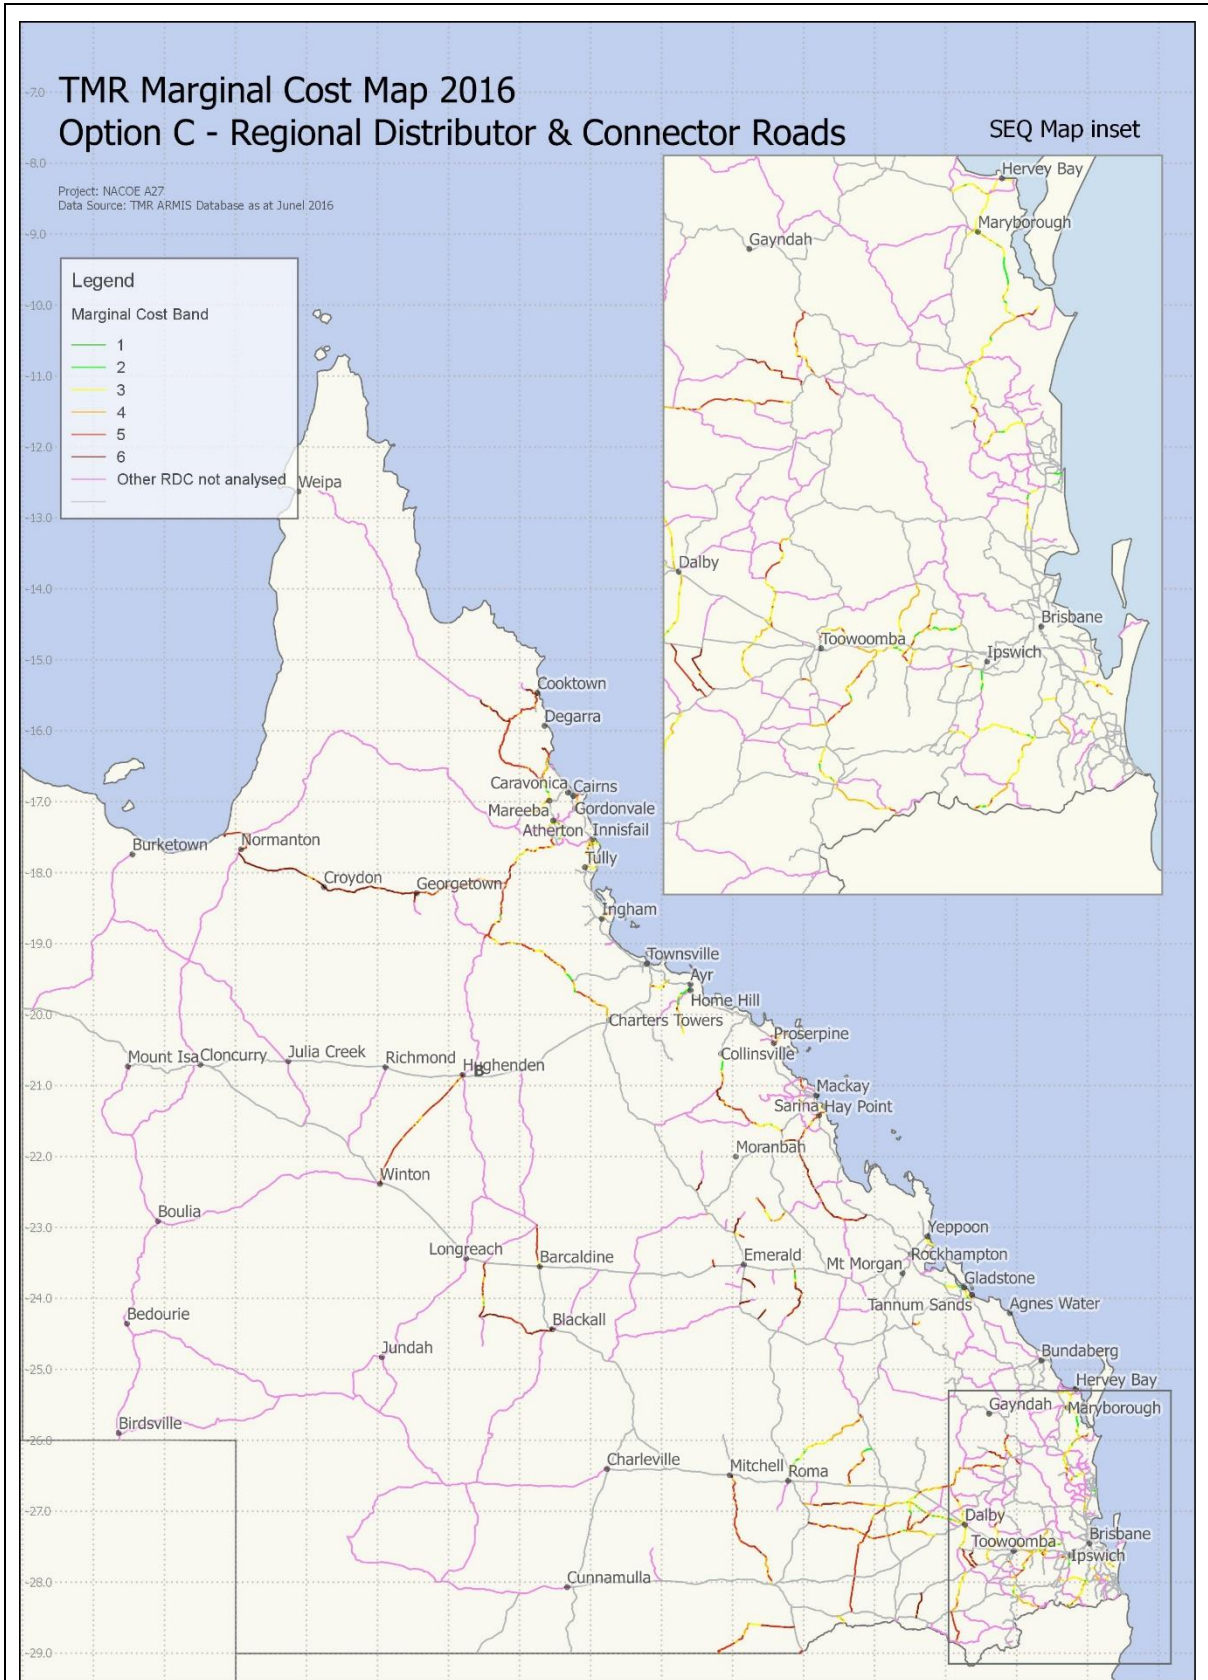 TMR Marginal Cost Map 2016
Option C - Regional Distributor & Connector Roads
SEQ Map inset
Project: NACOE A27
Data Source: TMR ARMIS Database as at Junel 2016
Legend
Marginal Cost Band
1
2
3
4
5
6
Other RDC not analysed
-7.0
-8.0
-9.0
-10.0
-11.0
-12.0
-13.0
-14.0
-15.0
-16.0
-17.0
-18.0
-19.0
-20.0
-21.0
-22.0
-23.0
-24.0
-25.0
-26.0
-27.0
-28.0
-29.0
Hervey Bay
Maryborough
Gayndah
Dalby
Toowoomba
Brisbane
Ipswich
Weipa
Cooktown
Degarra
Caravonica
Cairns
Mareeba
Gordonvale
Atherton
Innisfail
Tully
Burketown
Normanton
Croydon
Georgetown
Ingham
Townsville
Ayr
Home Hill
Charters Towers
Proserpine
Collinsville
Mount Isa
Cloncurry
Julia Creek
Richmond
Hughenden
B
Mackay
Sarina
Hay Point
Moranbah
Winton
Boulia
Yeppoon
Longreach
Barcaldine
Emerald
Mt Morgan
Rockhampton
Gladstone
Tannum Sands
Agnes Water
Bedourie
Blackall
Jundah
Bundaberg
Hervey Bay
Gayndah
Maryborough
Birdsville
Charleville
Mitchell
Roma
Dalby
Toowoomba
Brisbane
Ipswich
Cunnamulla